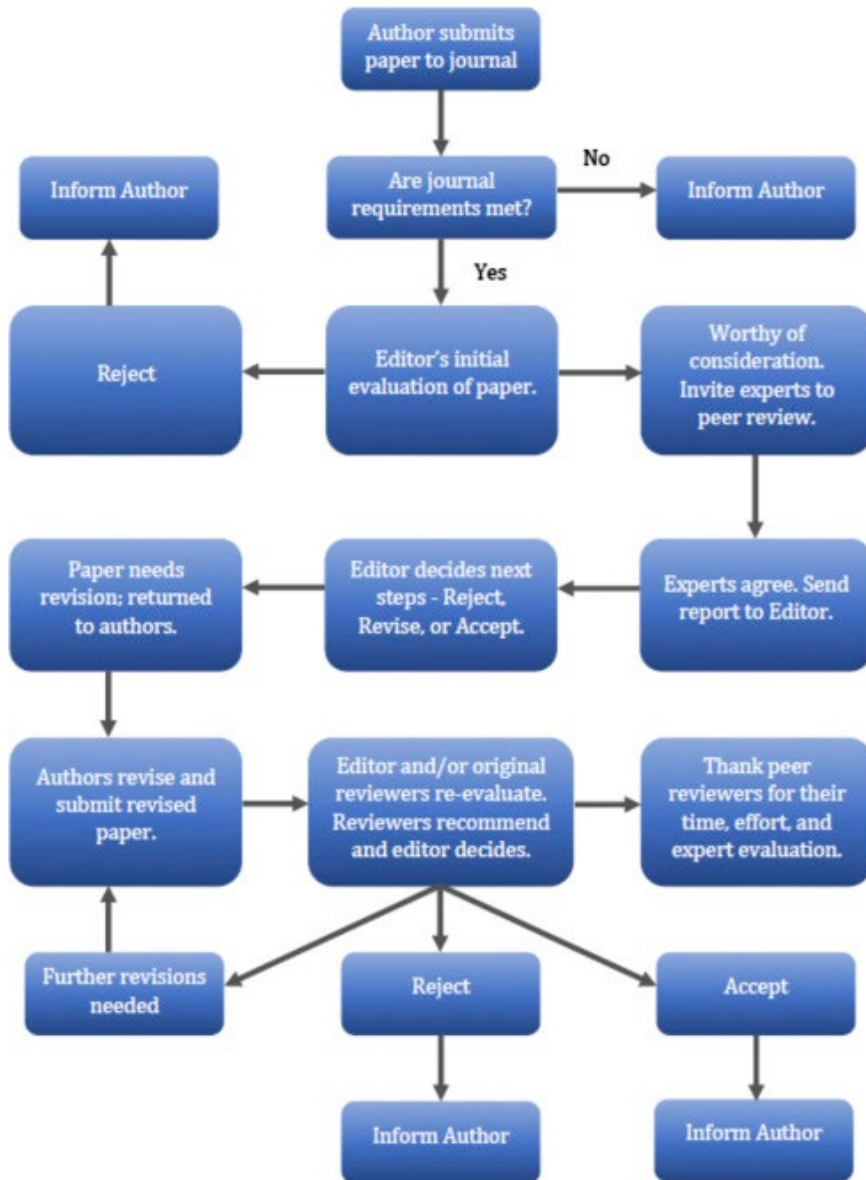 Author submits
paper to journal
No
Inform Author
Are journal
requirements met?
Inform Author
Yes
Reject
Editor's initial
evaluation of paper.
Worthy of
consideration.
Invite experts to
peer review.
Paper needs
revision; returned
to authors.
Editor decides next
steps - Reject,
Revise, or Accept.
Experts agree. Send
report to Editor.
Authors revise and
submit revised
paper.
Editor and/or original
reviewers re-evaluate.
Reviewers recommend
and editor decides.
Thank peer
reviewers for their
time, effort, and
expert evaluation.
Further revisions
needed
Reject
Accept
Inform Author
Inform Author